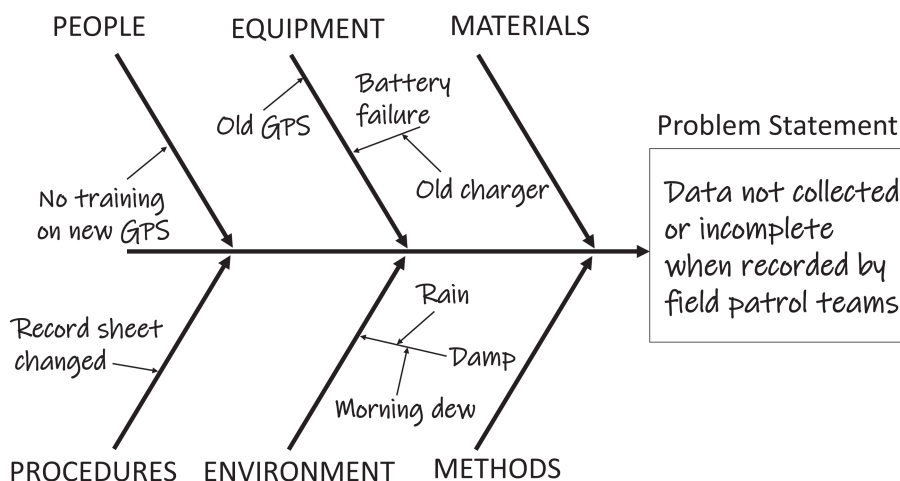 PEOPLE
EQUIPMENT
MATERIALS
Battery
failure
Old GPS
Old charger
No training
on new GPS
Problem Statement
Data not collected
or incomplete
when recorded by
field patrol teams
Record sheet
changed
Rain
Damp
Morning dew
PROCEDURES
ENVIRONMENT
METHODS